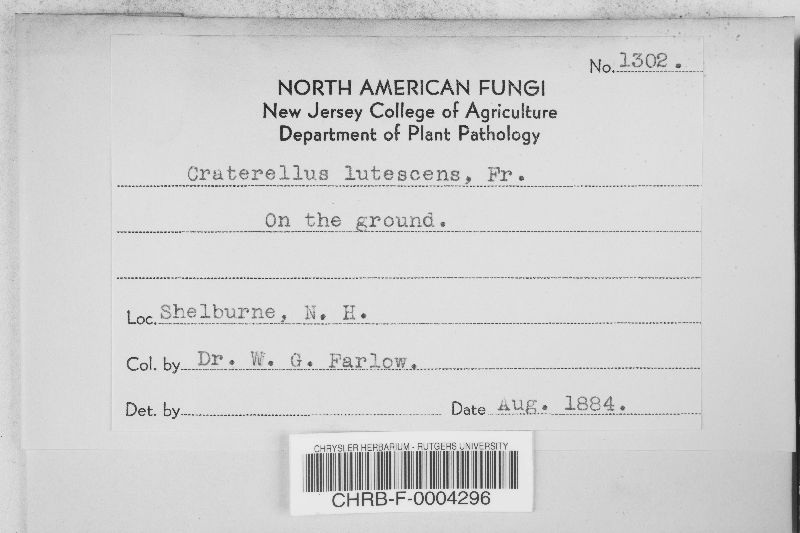 No. 1302.
NORTH AMERICAN FUNGI
New Jersey College of Agriculture
Department of Plant Pathology
Craterellus lutescens, Fr.
On the ground.
Loc. Shelburne, N. H.
Col. by Dr. W. G. Farlow.
Det. by
Date Aug. 1884.
CHRYSLER HERBARIUM - RUTGERS UNIVERSITY
CHRB-F-0004296